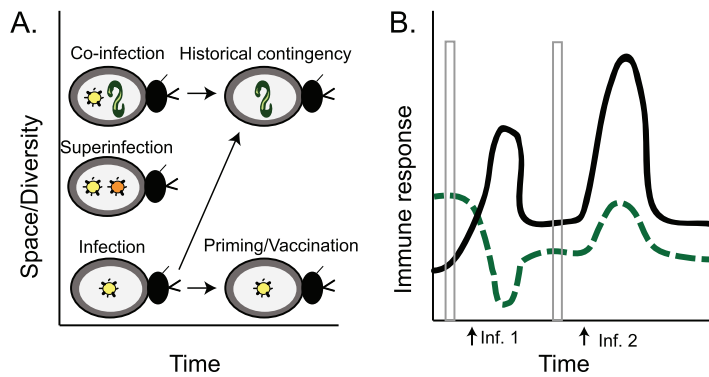 A.
Co-infection
Historical contingency
Superinfection
Infection
Priming/Vaccination
Space/Diversity
Time
B.
Immune response
Inf. 1
Inf. 2
Time